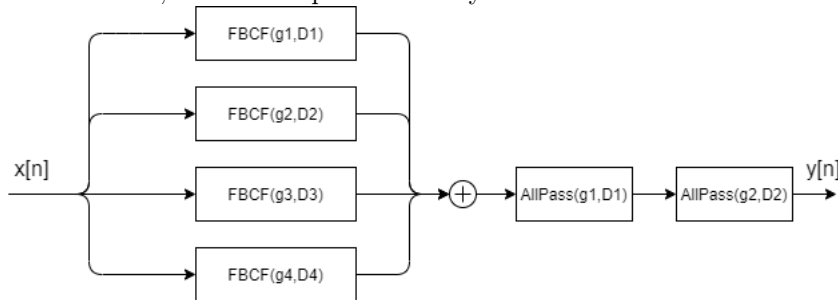 FBCF(g1,D1)
FBCF(g2,D2)
x[n]
FBCF(g3,D3)
AllPass(g1,D1)
AllPass(g2,D2)
y[n]
FBCF(g4,D4)